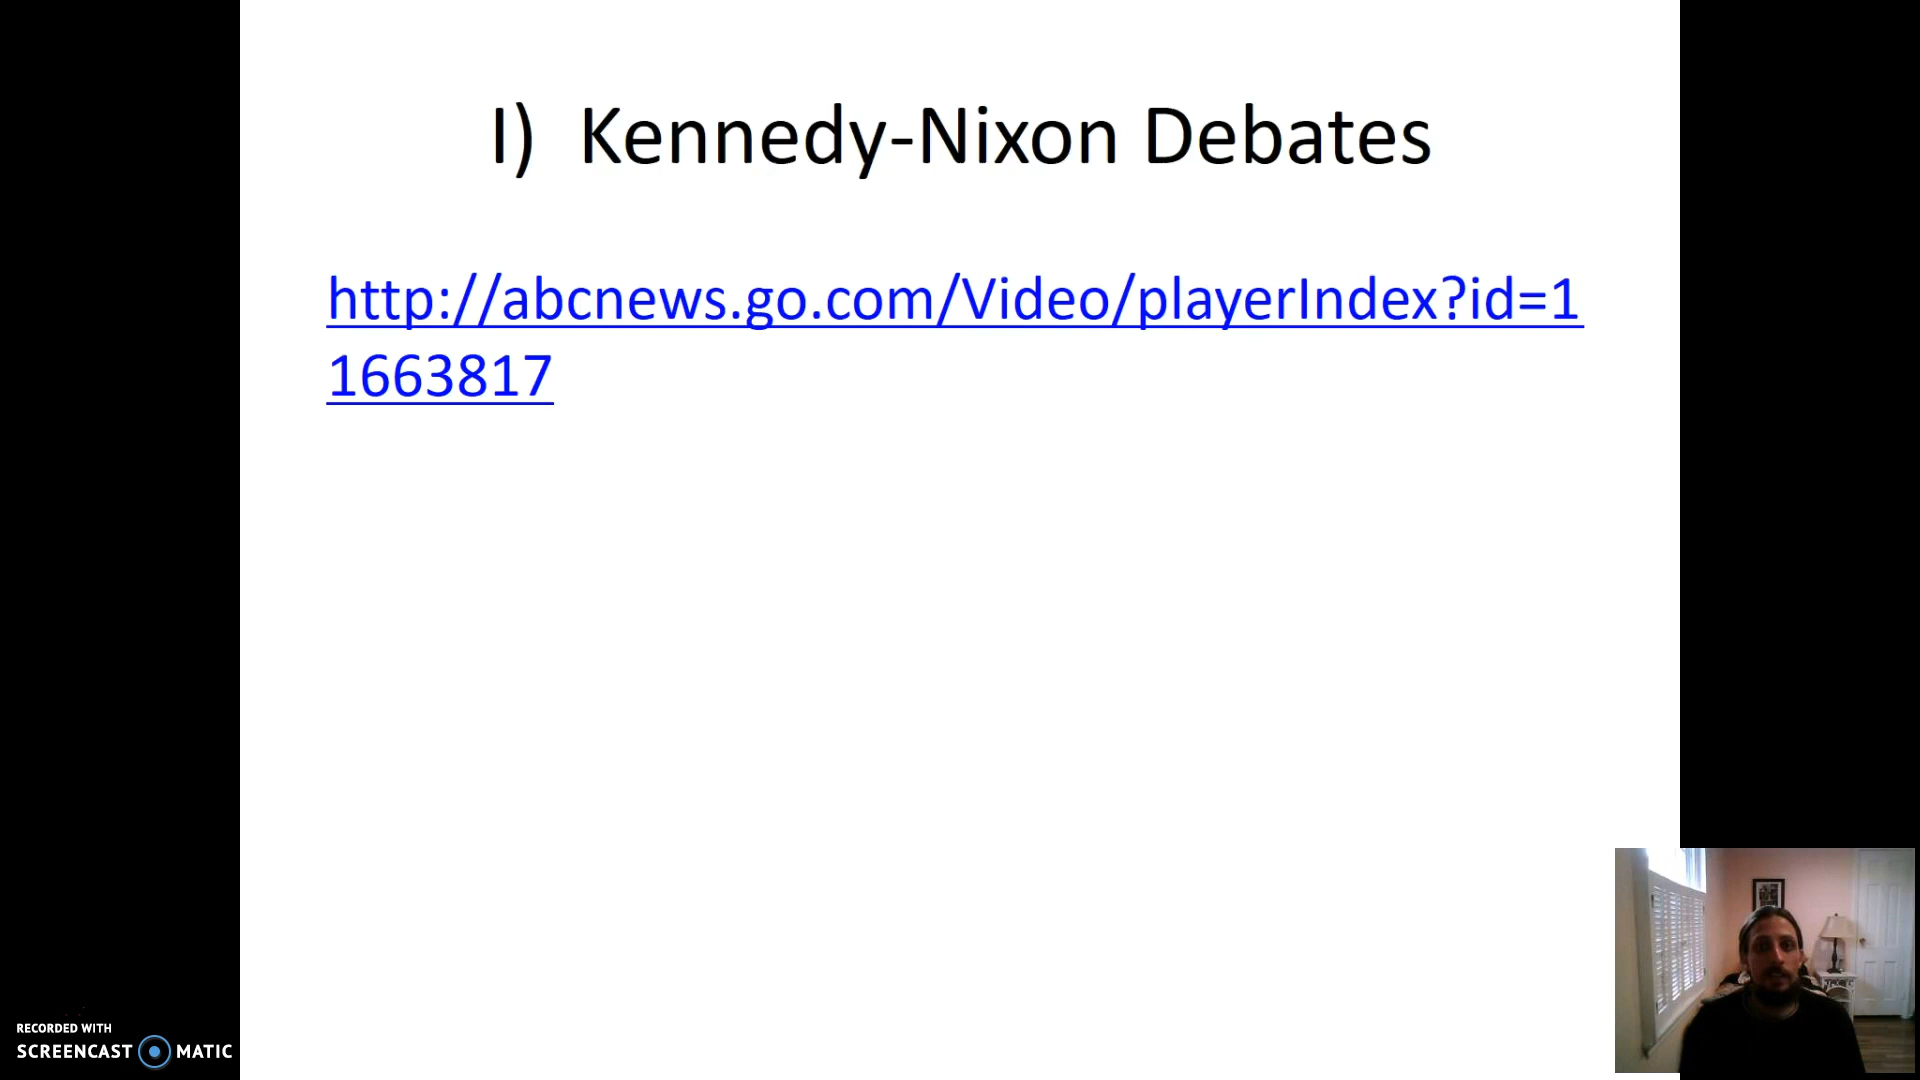 I) Kennedy-Nixon Debates
http://abcnews.go.com/Video/playerIndex?id=1
1663817
RECORDED WITH
SCREENCAST MATIC